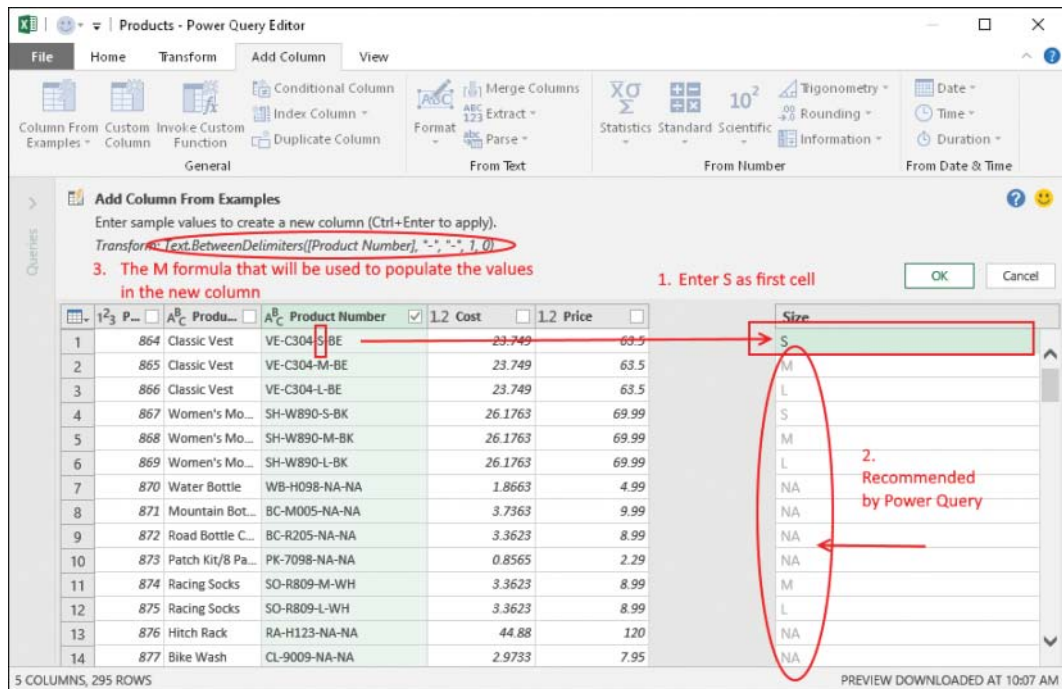 Products - Power Query Editor
File Home Transform Add Column View
Column From Examples Custom Column Invoke Custom Function Conditional Column Index Column Duplicate Column
General
Format Merge Columns Extract Parse
From Text
Statistics Standard Scientific Trigonometry Rounding Information
From Number
Date Time Duration
From Date & Time
Queries
Add Column From Examples
Enter sample values to create a new column (Ctrl+Enter to apply).
Transform: Text.BetweenDelimiters([Product Number], "-", "-", 1, 0)
3. The M formula that will be used to populate the values
in the new column
1. Enter S as first cell
OK Cancel
P... Produ... Product Number 1.2 Cost 1.2 Price Size
1 864 Classic Vest VE-C304-S-BE 23.749 63.5 S
2 865 Classic Vest VE-C304-M-BE 23.749 63.5 M
3 866 Classic Vest VE-C304-L-BE 23.749 63.5 L
4 867 Women's Mo... SH-W890-S-BK 26.1763 69.99 S
5 868 Women's Mo... SH-W890-M-BK 26.1763 69.99 M
6 869 Women's Mo... SH-W890-L-BK 26.1763 69.99 L
7 870 Water Bottle WB-H098-NA-NA 1.8663 4.99 NA
8 871 Mountain Bot... BC-M005-NA-NA 3.7363 9.99 NA
9 872 Road Bottle C... BC-R205-NA-NA 3.3623 8.99 NA
10 873 Patch Kit/8 Pa... PK-7098-NA-NA 0.8565 2.29 NA
11 874 Racing Socks SO-R809-M-WH 3.3623 8.99 M
12 875 Racing Socks SO-R809-L-WH 3.3623 8.99 L
13 876 Hitch Rack RA-H123-NA-NA 44.88 120 NA
14 877 Bike Wash CL-9009-NA-NA 2.9733 7.95 NA
2.
Recommended
by Power Query
5 COLUMNS, 295 ROWS PREVIEW DOWNLOADED AT 10:07 AM